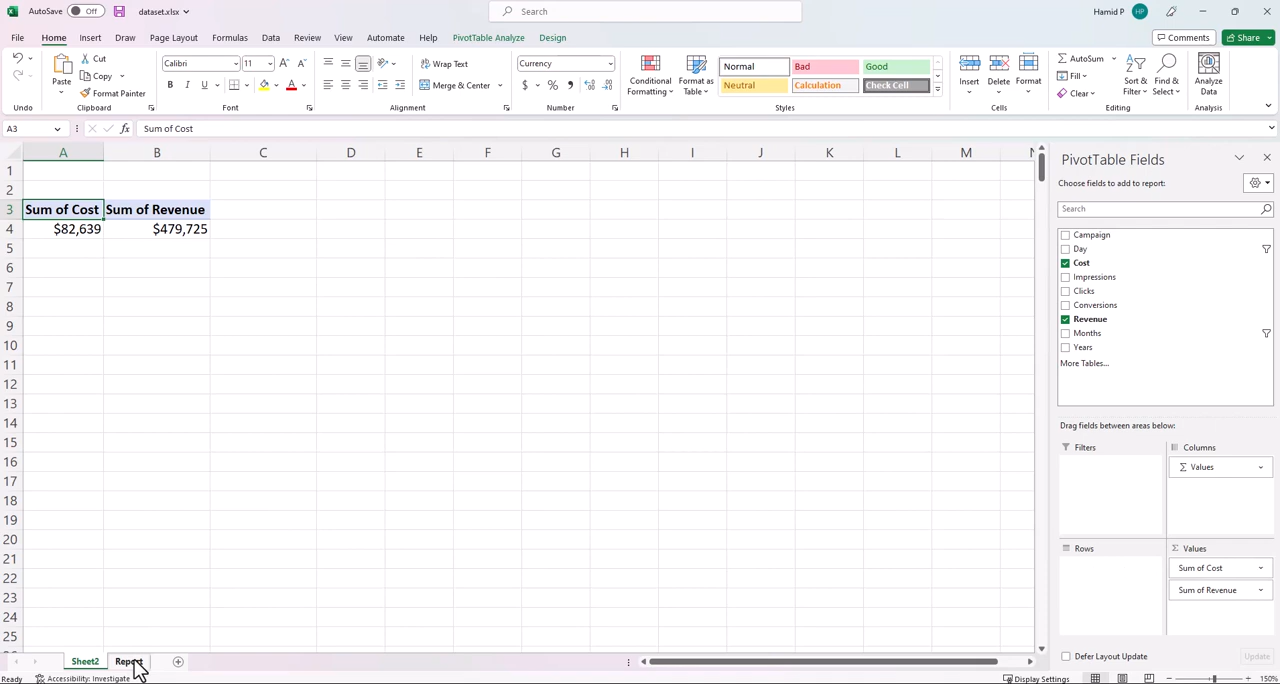 AutoSave Off dataset.xlsx Search Hamid P HP
File Home Insert Draw Page Layout Formulas Data Review View Automate Help PivotTable Analyze Design Comments Share
Cut Calibri 11 Wrap Text Currency Normal Bad Good AutoSum
Copy Fill
Paste Format Painter B I U Merge & Center $ % Conditional Formatting Format as Table Neutral Calculation Check Cell Insert Delete Format Clear Sort & Filter Find & Select Analyze Data
Undo Clipboard Font Alignment Number Styles Cells Editing Analysis
A3 fx Sum of Cost
A B C D E F G H I J K L M
1
2
3 Sum of Cost Sum of Revenue
4 $82,639 $479,725
5
6
7
8
9
10
11
12
13
14
15
16
17
18
19
20
21
22
23
24
25
PivotTable Fields
Choose fields to add to report:
Search
Campaign
Day
Cost
Impressions
Clicks
Conversions
Revenue
Months
Years
More Tables...
Drag fields between areas below:
Filters Columns
Σ Values
Rows Σ Values
Sum of Cost
Sum of Revenue
Defer Layout Update Update
Sheet2 Report
Ready Accessibility: Investigate Display Settings 150%